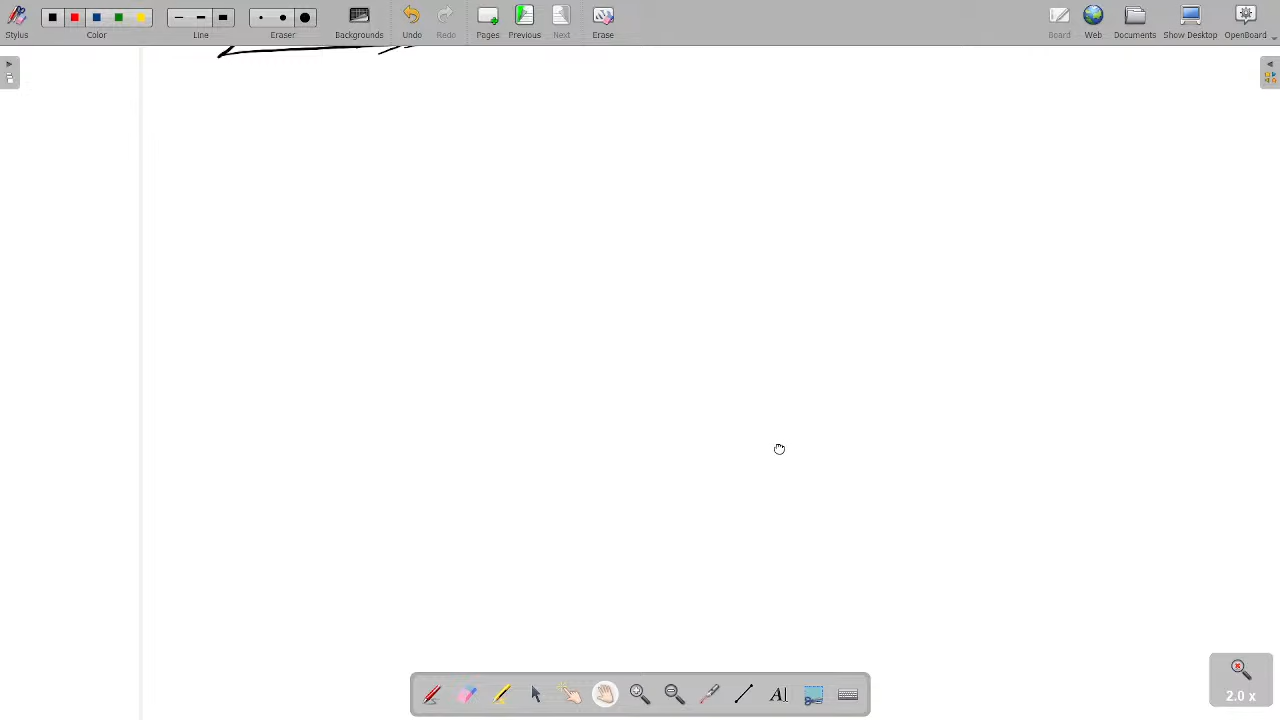 Stylus
Color
Line
Eraser
Backgrounds
Undo
Redo
Pages
Previous
Next
Erase
Board
Web
Documents
Show Desktop
OpenBoard
AI
2.0 x